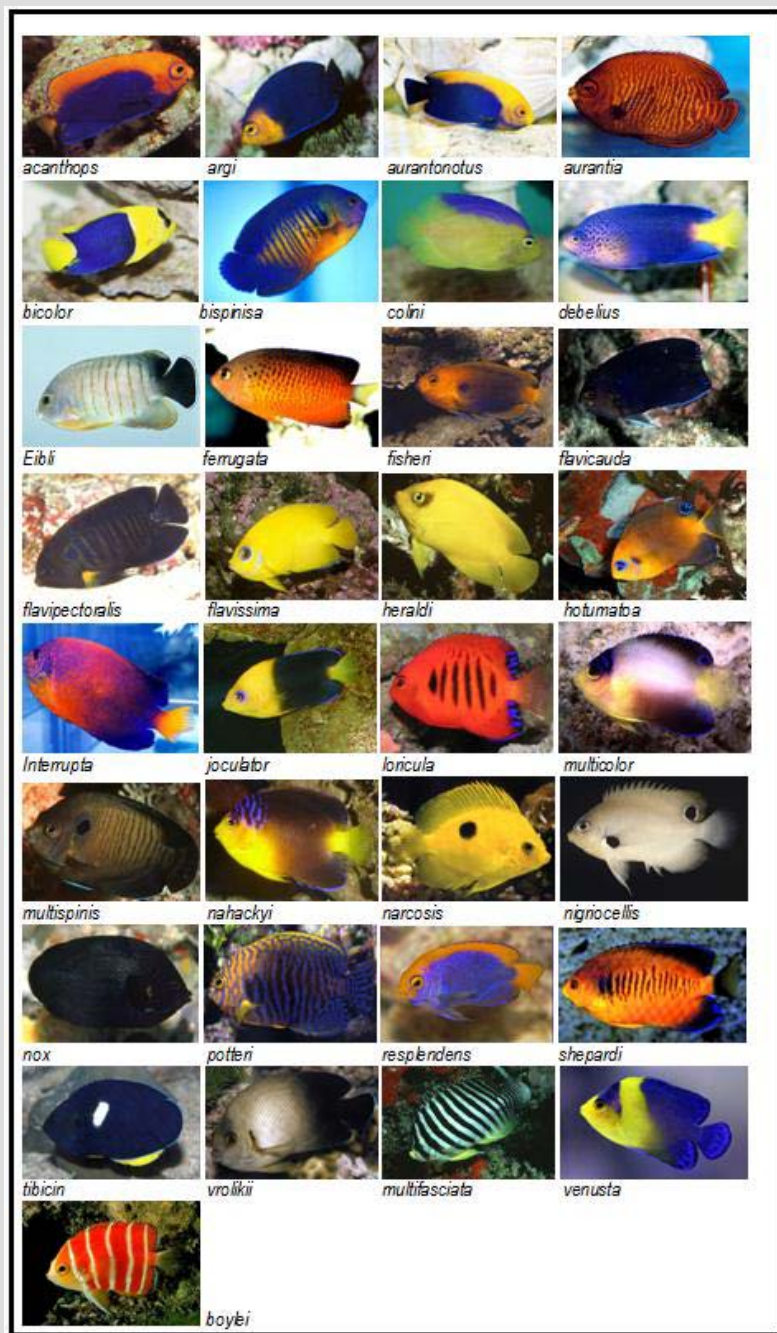 acanthops argi aurantonotus aurantia
bicolor bispinisa colini debelius
Eibli ferrugata fisheri flavicauda
flavipectoralis flavissima heraldi hotumatoa
Interrupta joculator loricula multicolor
multispinis nahackyi narcosis nigriocellis
nox potteri resplendens shepardi
tibicin vrolikii multifasciata venusta
boylei